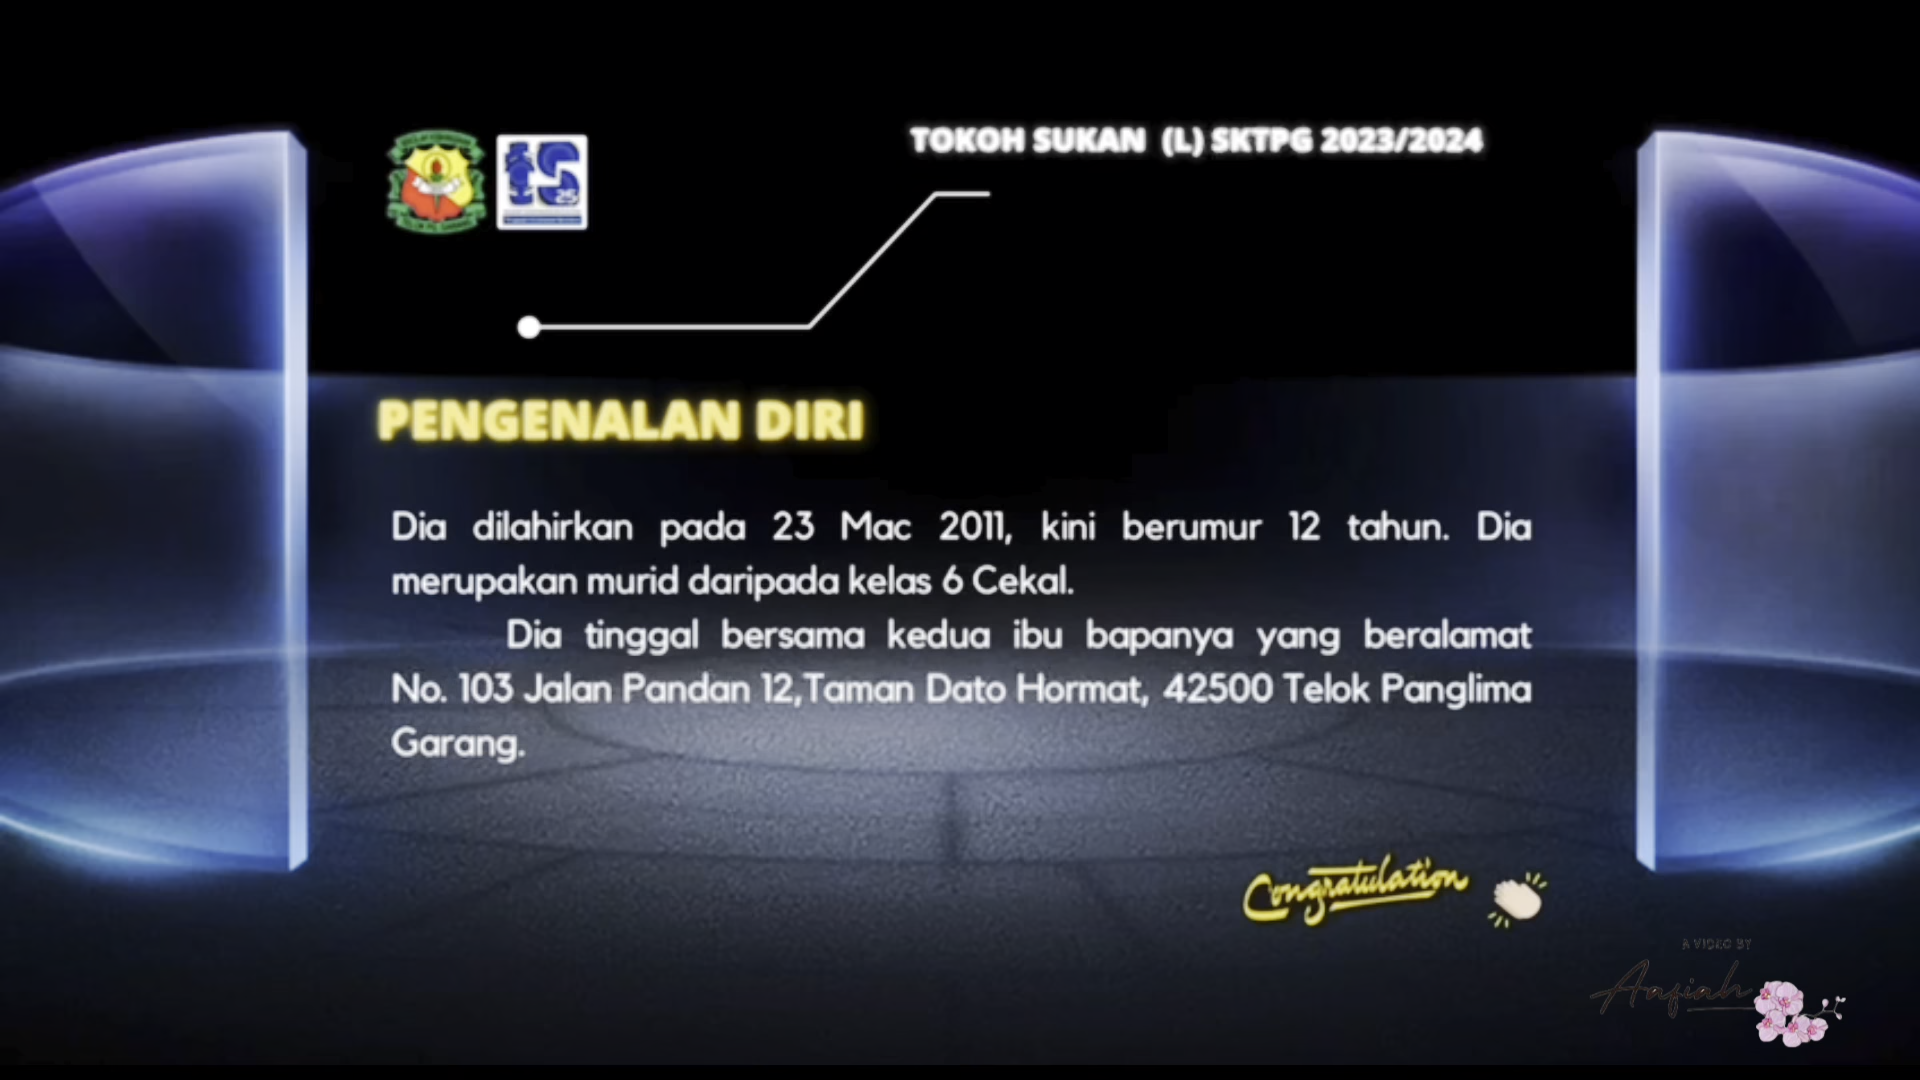 TOKOH SUKAN (L) SKTPG 2023/2024
PENGENALAN DIRI
Dia dilahirkan pada 23 Mac 2011, kini berumur 12 tahun. Dia
merupakan murid daripada kelas 6 Cekal.
Dia tinggal bersama kedua ibu bapanya yang beralamat
No. 103 Jalan Pandan 12,Taman Dato Hormat, 42500 Telok Panglima
Garang.
Congratulation
A VIDEO BY
Aafiah